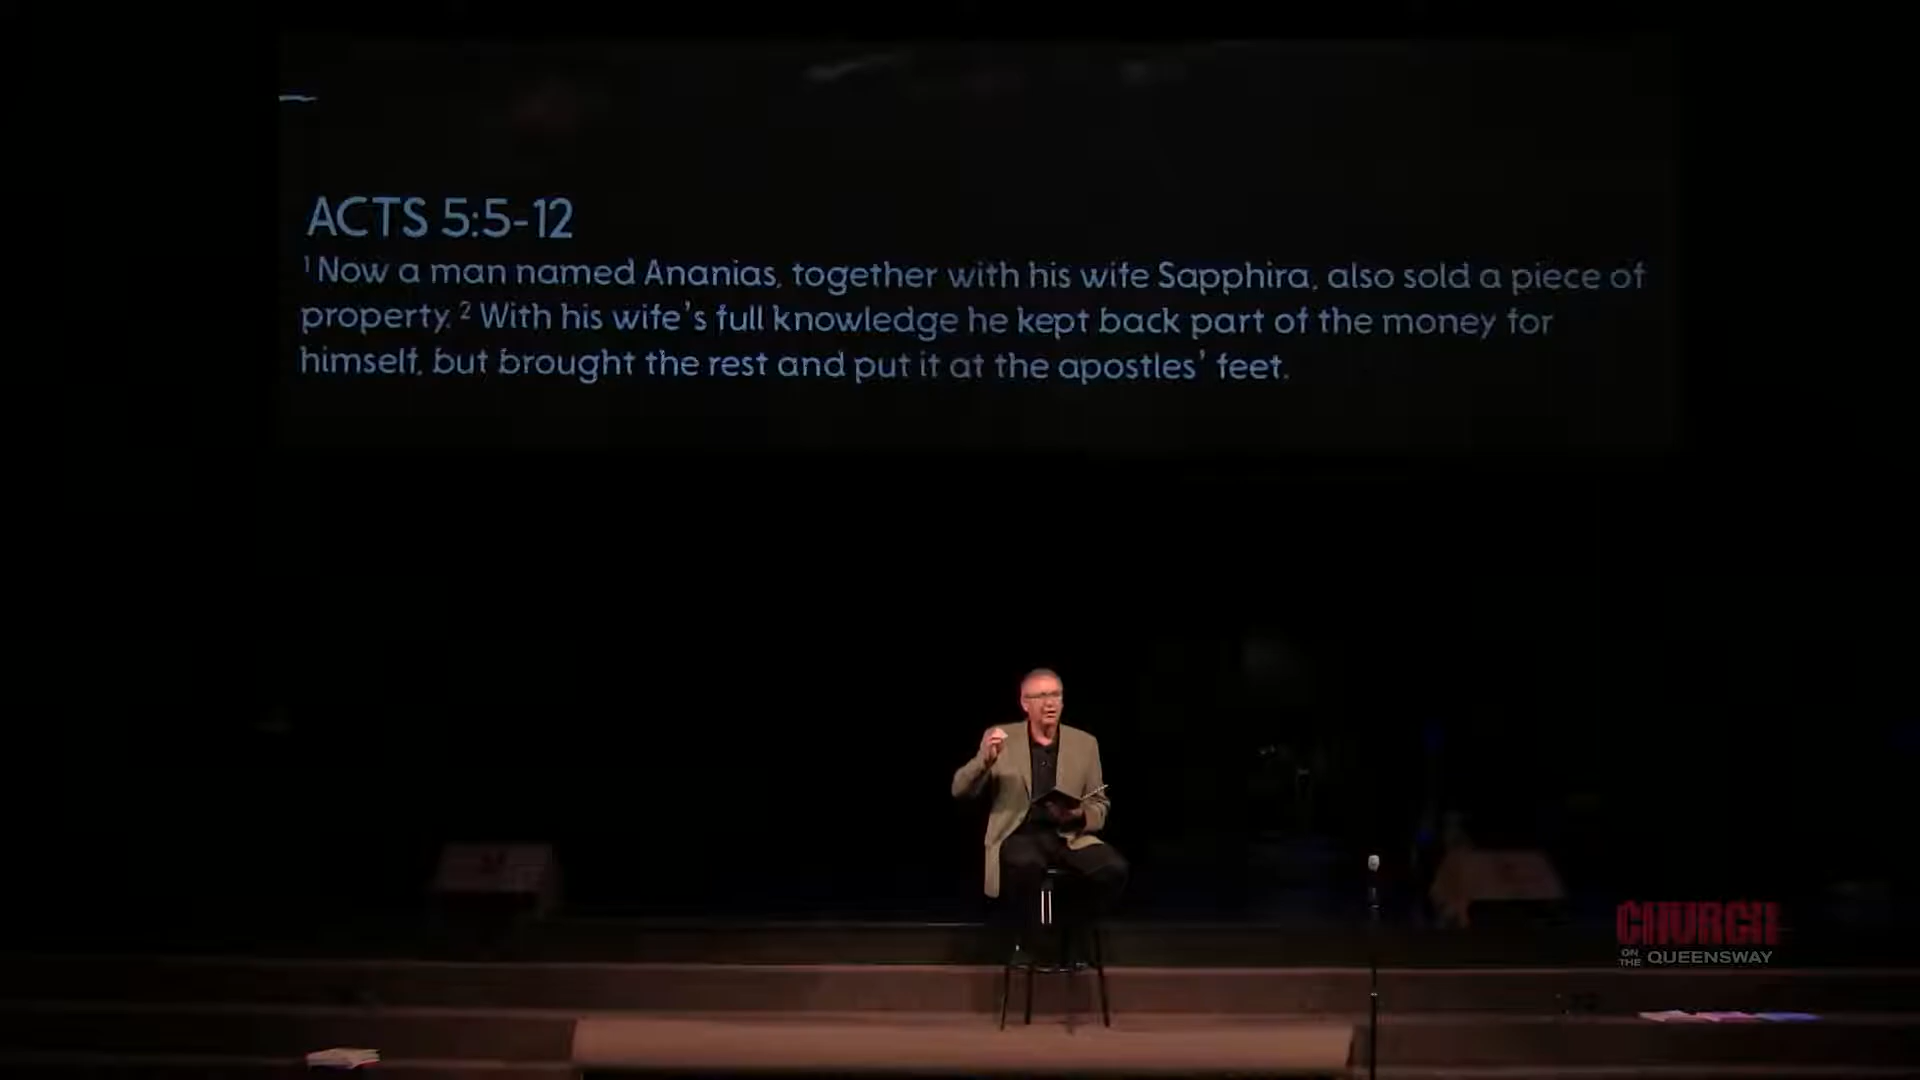 ACTS 5:5-12
¹ Now a man named Ananias, together with his wife Sapphira, also sold a piece of
property. ² With his wife's full knowledge he kept back part of the money for
himself, but brought the rest and put it at the apostles' feet.
CHURCH
ON THE QUEENSWAY